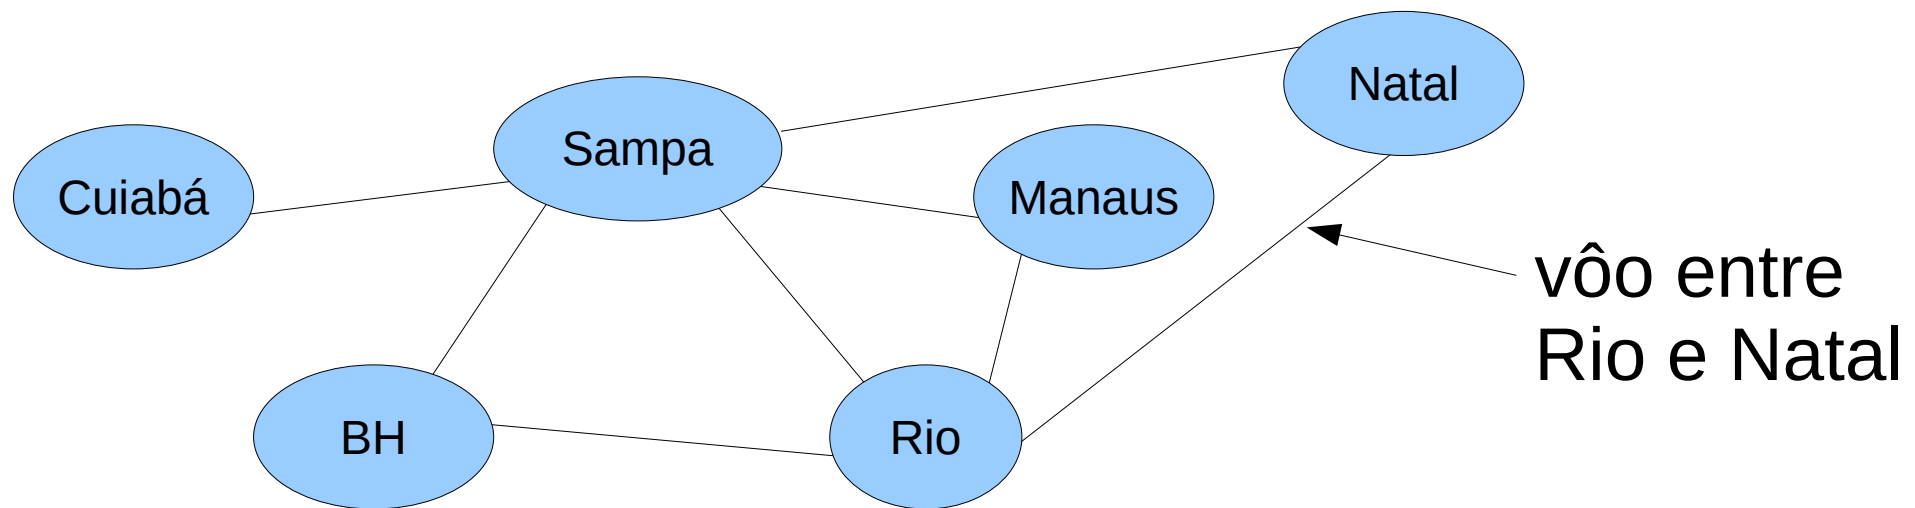 Natal
Sampa
Cuiabá
Manaus
vôo entre
Rio e Natal
BH
Rio